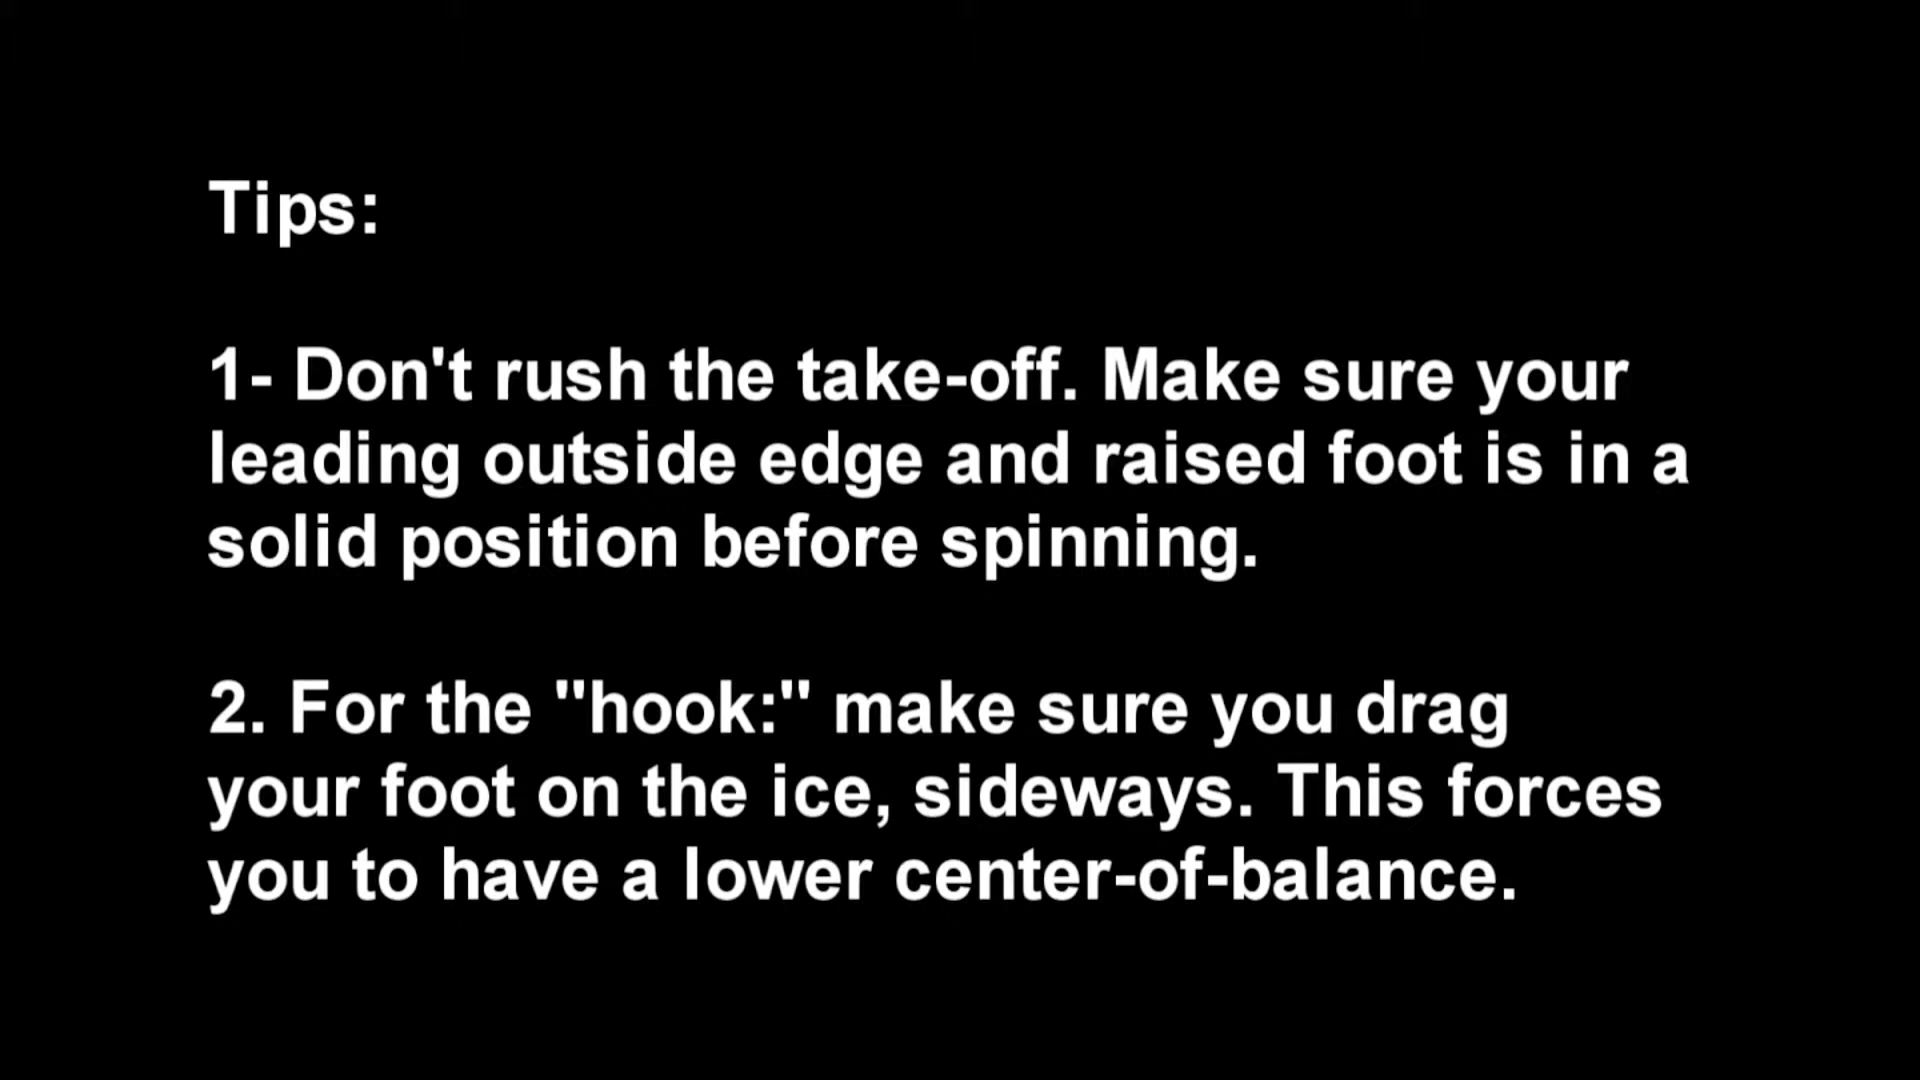 Tips:
1- Don't rush the take-off. Make sure your
leading outside edge and raised foot is in a
solid position before spinning.
2. For the "hook:" make sure you drag
your foot on the ice, sideways. This forces
you to have a lower center-of-balance.